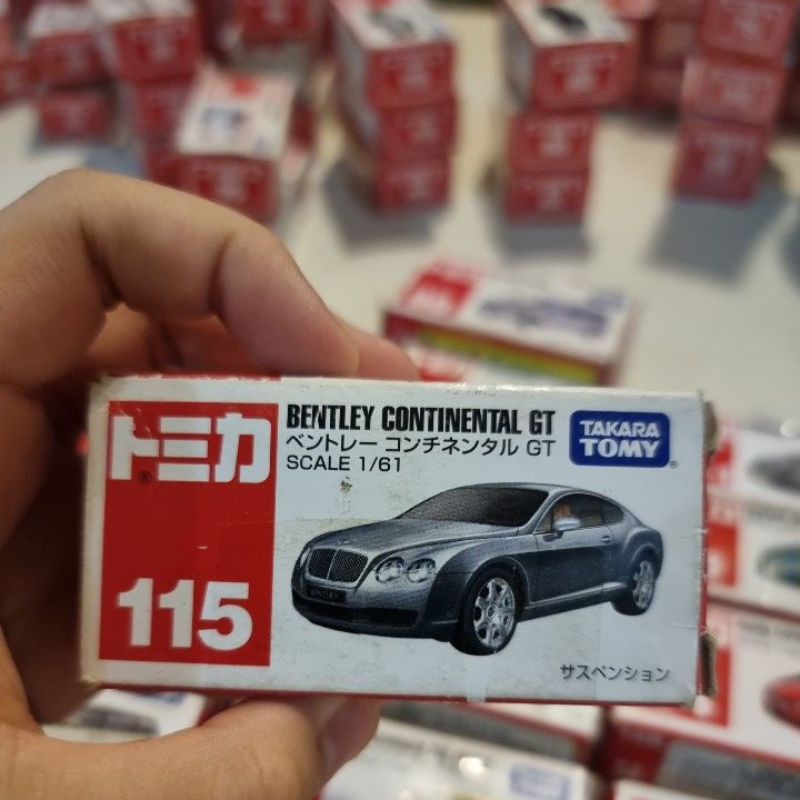 トミカ
115
BENTLEY CONTINENTAL GT
ベントレー コンチネンタル GT
SCALE 1/61
TAKARA
TOMY
BENTLEY
サスペンション